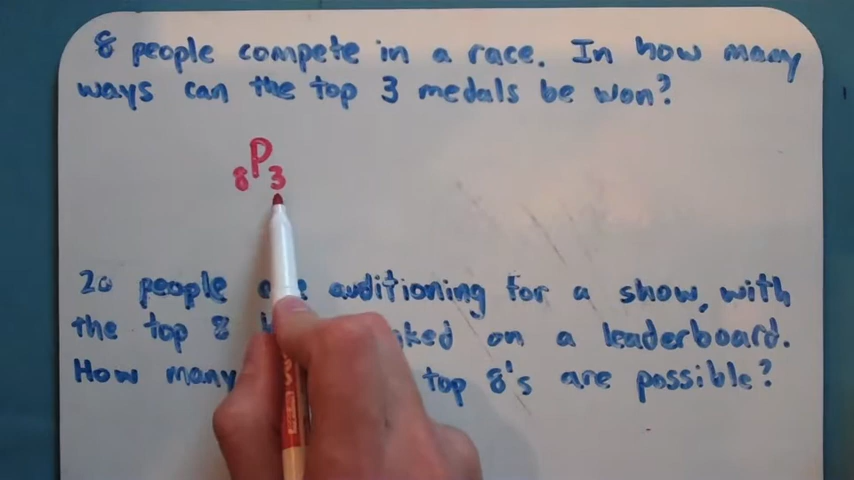 8 people compete in a race. In how many
ways can the top 3 medals be won?
8P3
20 people auditioning for a show, with
the top 8 on a leaderboard.
How many top 8's are possible?